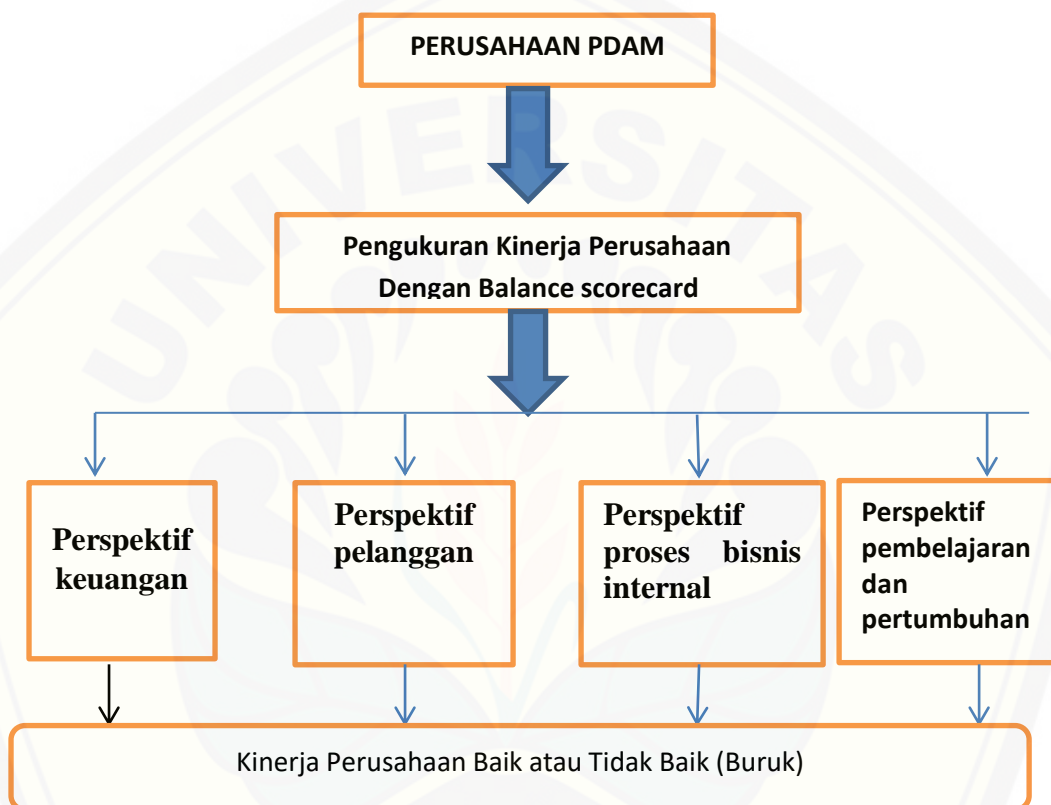 PERUSAHAAN PDAM
UNIVERSITAS
Pengukuran Kinerja Perusahaan
Dengan Balance scorecard
Perspektif
keuangan
Perspektif
pelanggan
Perspektif
proses bisnis
internal
Perspektif
pembelajaran
dan
pertumbuhan
Kinerja Perusahaan Baik atau Tidak Baik (Buruk)